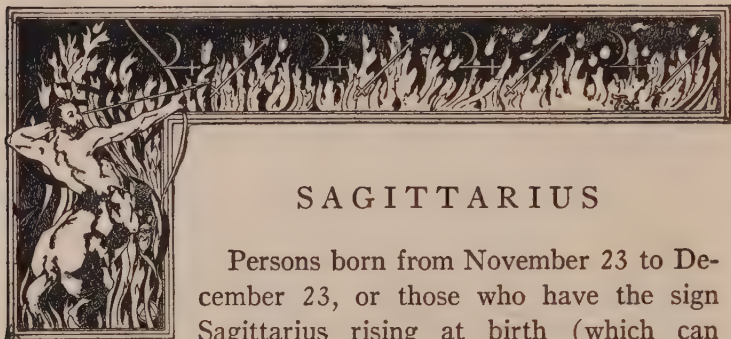 SAGITTARIUS
Persons born from November 23 to De-
cember 23, or those who have the sign
Sagittarius rising at birth (which can